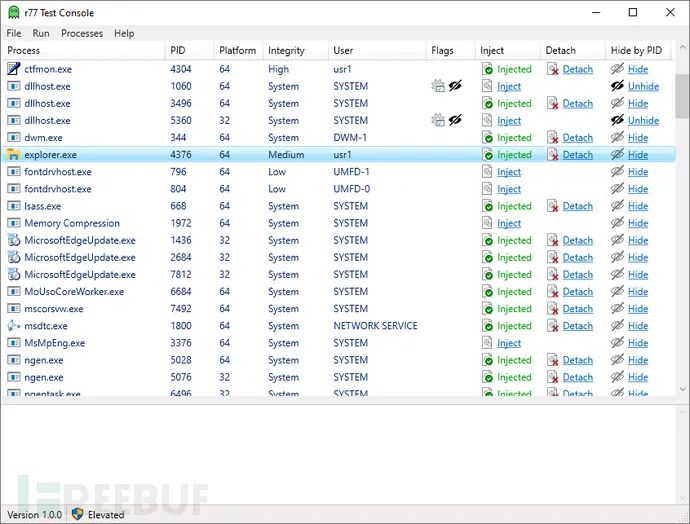 r77 Test Console
File Run Processes Help
Process PID Platform Integrity User Flags Inject Detach Hide by PID
ctfmon.exe 4304 64 High usr1 Injected Detach Hide
dllhost.exe 1060 64 System SYSTEM Inject Unhide
dllhost.exe 3496 64 System SYSTEM Injected Detach Hide
dllhost.exe 5360 32 System SYSTEM Inject Unhide
dwm.exe 344 64 System DWM-1 Injected Detach Hide
explorer.exe 4376 64 Medium usr1 Injected Detach Hide
fontdrvhost.exe 796 64 Low UMFD-1 Inject Hide
fontdrvhost.exe 804 64 Low UMFD-0 Inject Hide
lsass.exe 668 64 System SYSTEM Injected Detach Hide
Memory Compression 1972 64 System SYSTEM Inject Hide
MicrosoftEdgeUpdate.exe 1436 32 System SYSTEM Injected Detach Hide
MicrosoftEdgeUpdate.exe 2684 32 System SYSTEM Injected Detach Hide
MicrosoftEdgeUpdate.exe 7812 32 System SYSTEM Injected Detach Hide
MoUsoCoreWorker.exe 6684 64 System SYSTEM Injected Detach Hide
mscorsvw.exe 7492 64 System SYSTEM Injected Detach Hide
msdtc.exe 1800 64 System NETWORK SERVICE Injected Detach Hide
MsMpEng.exe 3376 64 System SYSTEM Inject Hide
ngen.exe 5028 64 System SYSTEM Injected Detach Hide
ngen.exe 5076 32 System SYSTEM Injected Detach Hide
ngentask.exe 6496 32 System SYSTEM Injected Detach Hide
FREEBUF
Version 1.0.0 Elevated